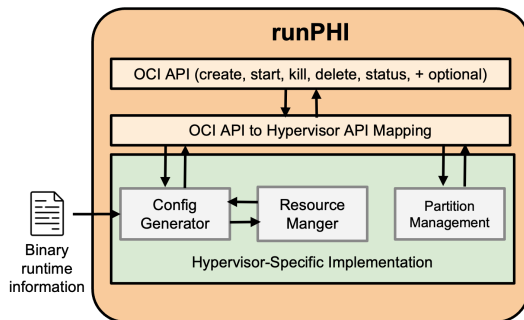 runPHI
OCI API (create, start, kill, delete, status, + optional)
OCI API to Hypervisor API Mapping
Config
Generator
Resource
Manger
Partition
Management
Binary
runtime
information
Hypervisor-Specific Implementation